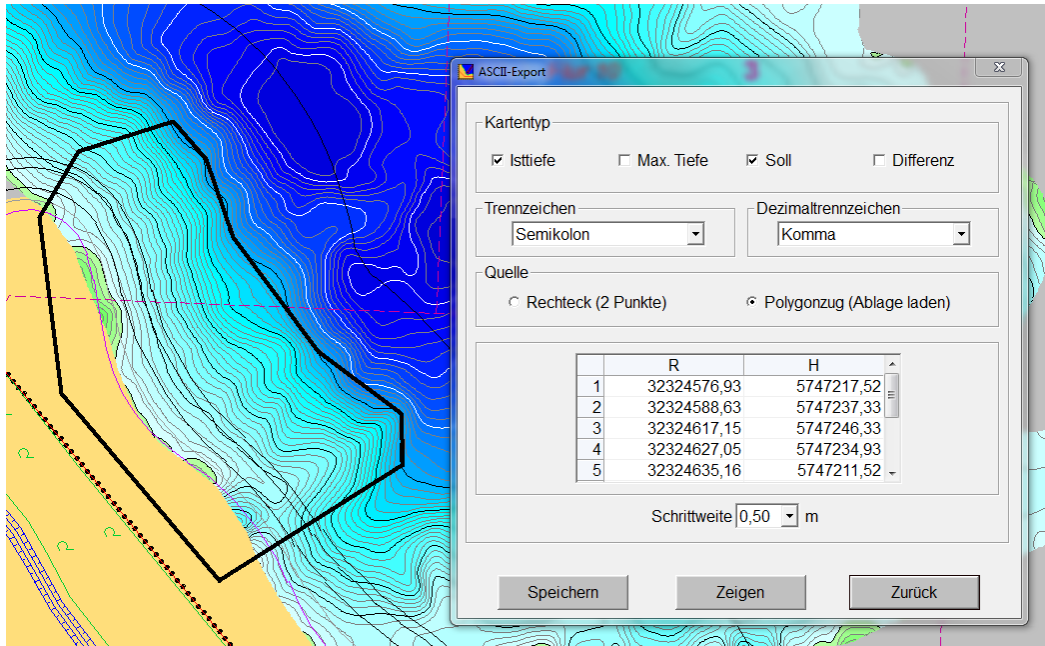 ASCII-Export
3
Kartentyp
Isttiefe Max. Tiefe Soll Differenz
Trennzeichen Dezimaltrennzeichen
Semikolon Komma
Quelle
Rechteck (2 Punkte) Polygonzug (Ablage laden)
R H
1 32324576,93 5747217,52
2 32324588,63 5747237,33
3 32324617,15 5747246,33
4 32324627,05 5747234,93
5 32324635,16 5747211,52
Schrittweite 0,50 m
Speichern Zeigen Zurück